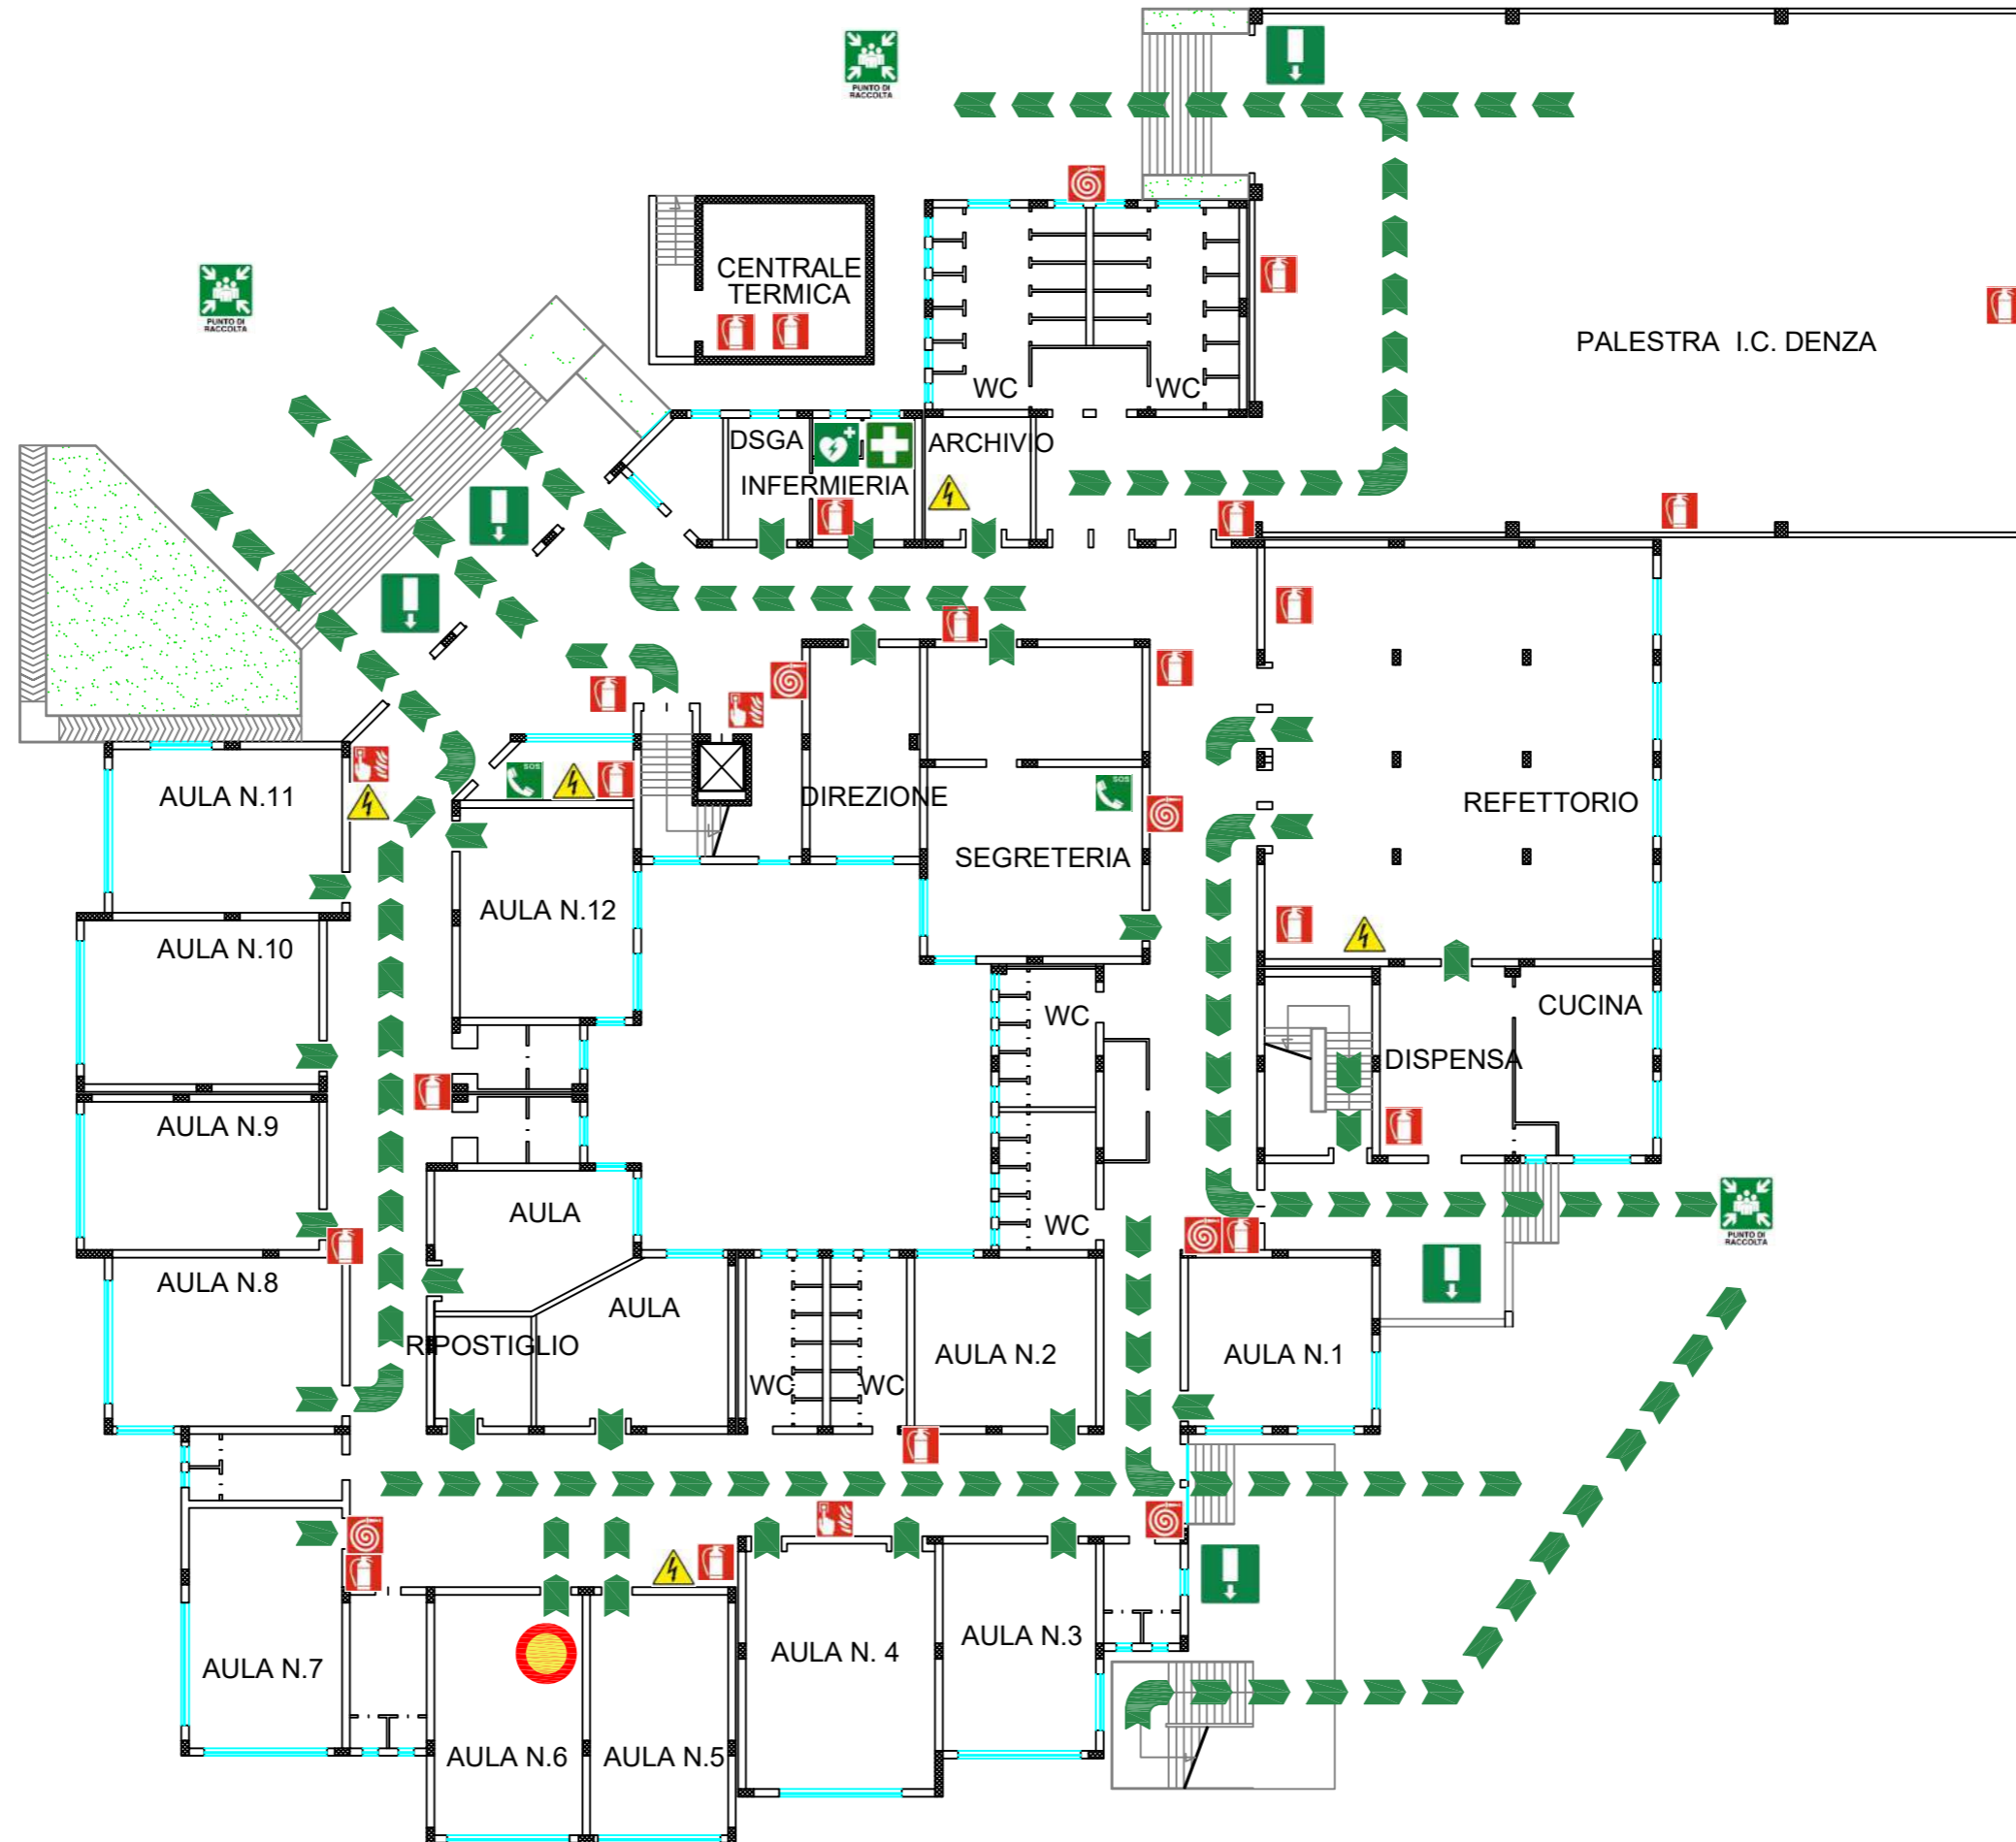 PUNTO DI
RACCOLTA
PUNTO DI
RACCOLTA
CENTRALE
TERMICA
PALESTRA I.C. DENZA
WC
WC
DSGA
ARCHIVIO
INFERMIERIA
AULA N.11
SOS
SOS
DIREZIONE
REFETTORIO
SEGRETERIA
AULA N.12
AULA N.10
CUCINA
WC
DISPENSA
AULA N.9
AULA
WC
PUNTO DI
RACCOLTA
AULA N.8
AULA
RIPOSTIGLIO
AULA N.2
AULA N.1
WC
WC
AULA N.3
AULA N. 4
AULA N.7
AULA N.6
AULA N.5